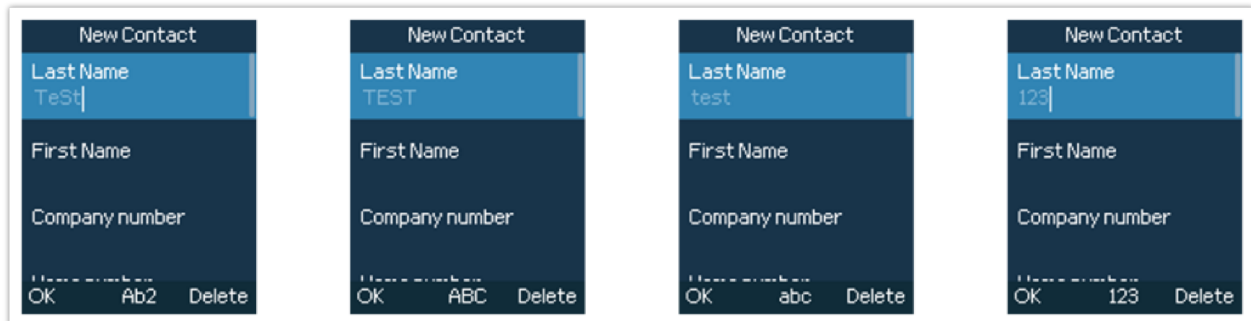 New Contact
Last Name
TeSt
First Name
Company number
OK Ab2 Delete
New Contact
Last Name
TEST
First Name
Company number
OK ABC Delete
New Contact
Last Name
test
First Name
Company number
OK abc Delete
New Contact
Last Name
123
First Name
Company number
OK 123 Delete